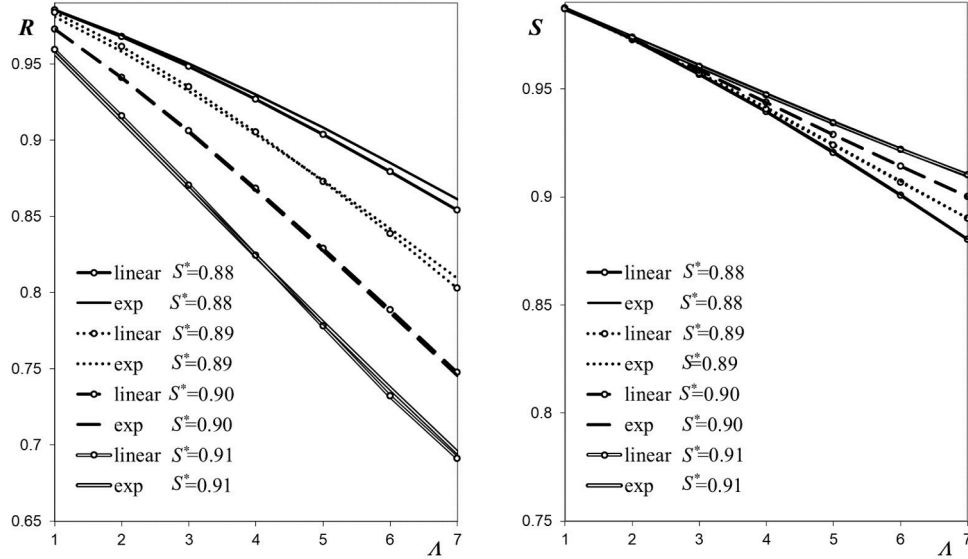 R
0.95
0.9
0.85
0.8
0.75
0.7
0.65
linear S*=0.88
exp S*=0.88
linear S*=0.89
exp S*=0.89
linear S*=0.90
exp S*=0.90
linear S*=0.91
exp S*=0.91
1 2 3 4 5 6 7
Λ
S
0.95
0.9
0.85
0.8
0.75
linear S*=0.88
exp S*=0.88
linear S*=0.89
exp S*=0.89
linear S*=0.90
exp S*=0.90
linear S*=0.91
exp S*=0.91
1 2 3 4 5 6 7
Λ